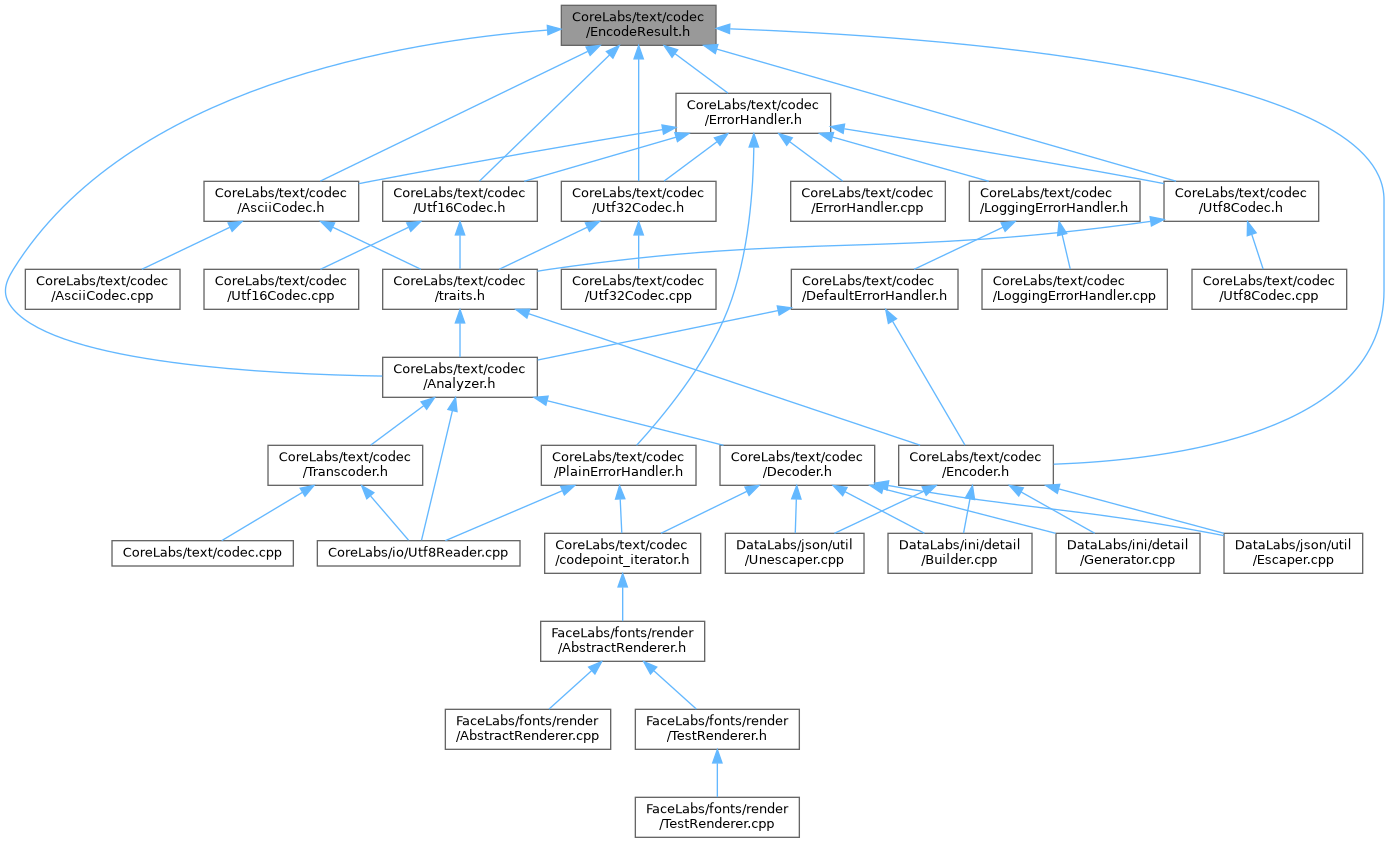 CoreLabs/text/codec
/EncodeResult.h
CoreLabs/text/codec
/ErrorHandler.h
CoreLabs/text/codec
/AsciiCodec.h
CoreLabs/text/codec
/Utf16Codec.h
CoreLabs/text/codec
/Utf32Codec.h
CoreLabs/text/codec
/ErrorHandler.cpp
CoreLabs/text/codec
/LoggingErrorHandler.h
CoreLabs/text/codec
/Utf8Codec.h
CoreLabs/text/codec
/AsciiCodec.cpp
CoreLabs/text/codec
/Utf16Codec.cpp
CoreLabs/text/codec
/traits.h
CoreLabs/text/codec
/Utf32Codec.cpp
CoreLabs/text/codec
/DefaultErrorHandler.h
CoreLabs/text/codec
/LoggingErrorHandler.cpp
CoreLabs/text/codec
/Utf8Codec.cpp
CoreLabs/text/codec
/Analyzer.h
CoreLabs/text/codec
/Transcoder.h
CoreLabs/text/codec
/PlainErrorHandler.h
CoreLabs/text/codec
/Decoder.h
CoreLabs/text/codec
/Encoder.h
CoreLabs/text/codec.cpp
CoreLabs/io/Utf8Reader.cpp
CoreLabs/text/codec
/codepoint_iterator.h
DataLabs/json/util
/Unescaper.cpp
DataLabs/ini/detail
/Builder.cpp
DataLabs/ini/detail
/Generator.cpp
DataLabs/json/util
/Escaper.cpp
FaceLabs/fonts/render
/AbstractRenderer.h
FaceLabs/fonts/render
/AbstractRenderer.cpp
FaceLabs/fonts/render
/TestRenderer.h
FaceLabs/fonts/render
/TestRenderer.cpp